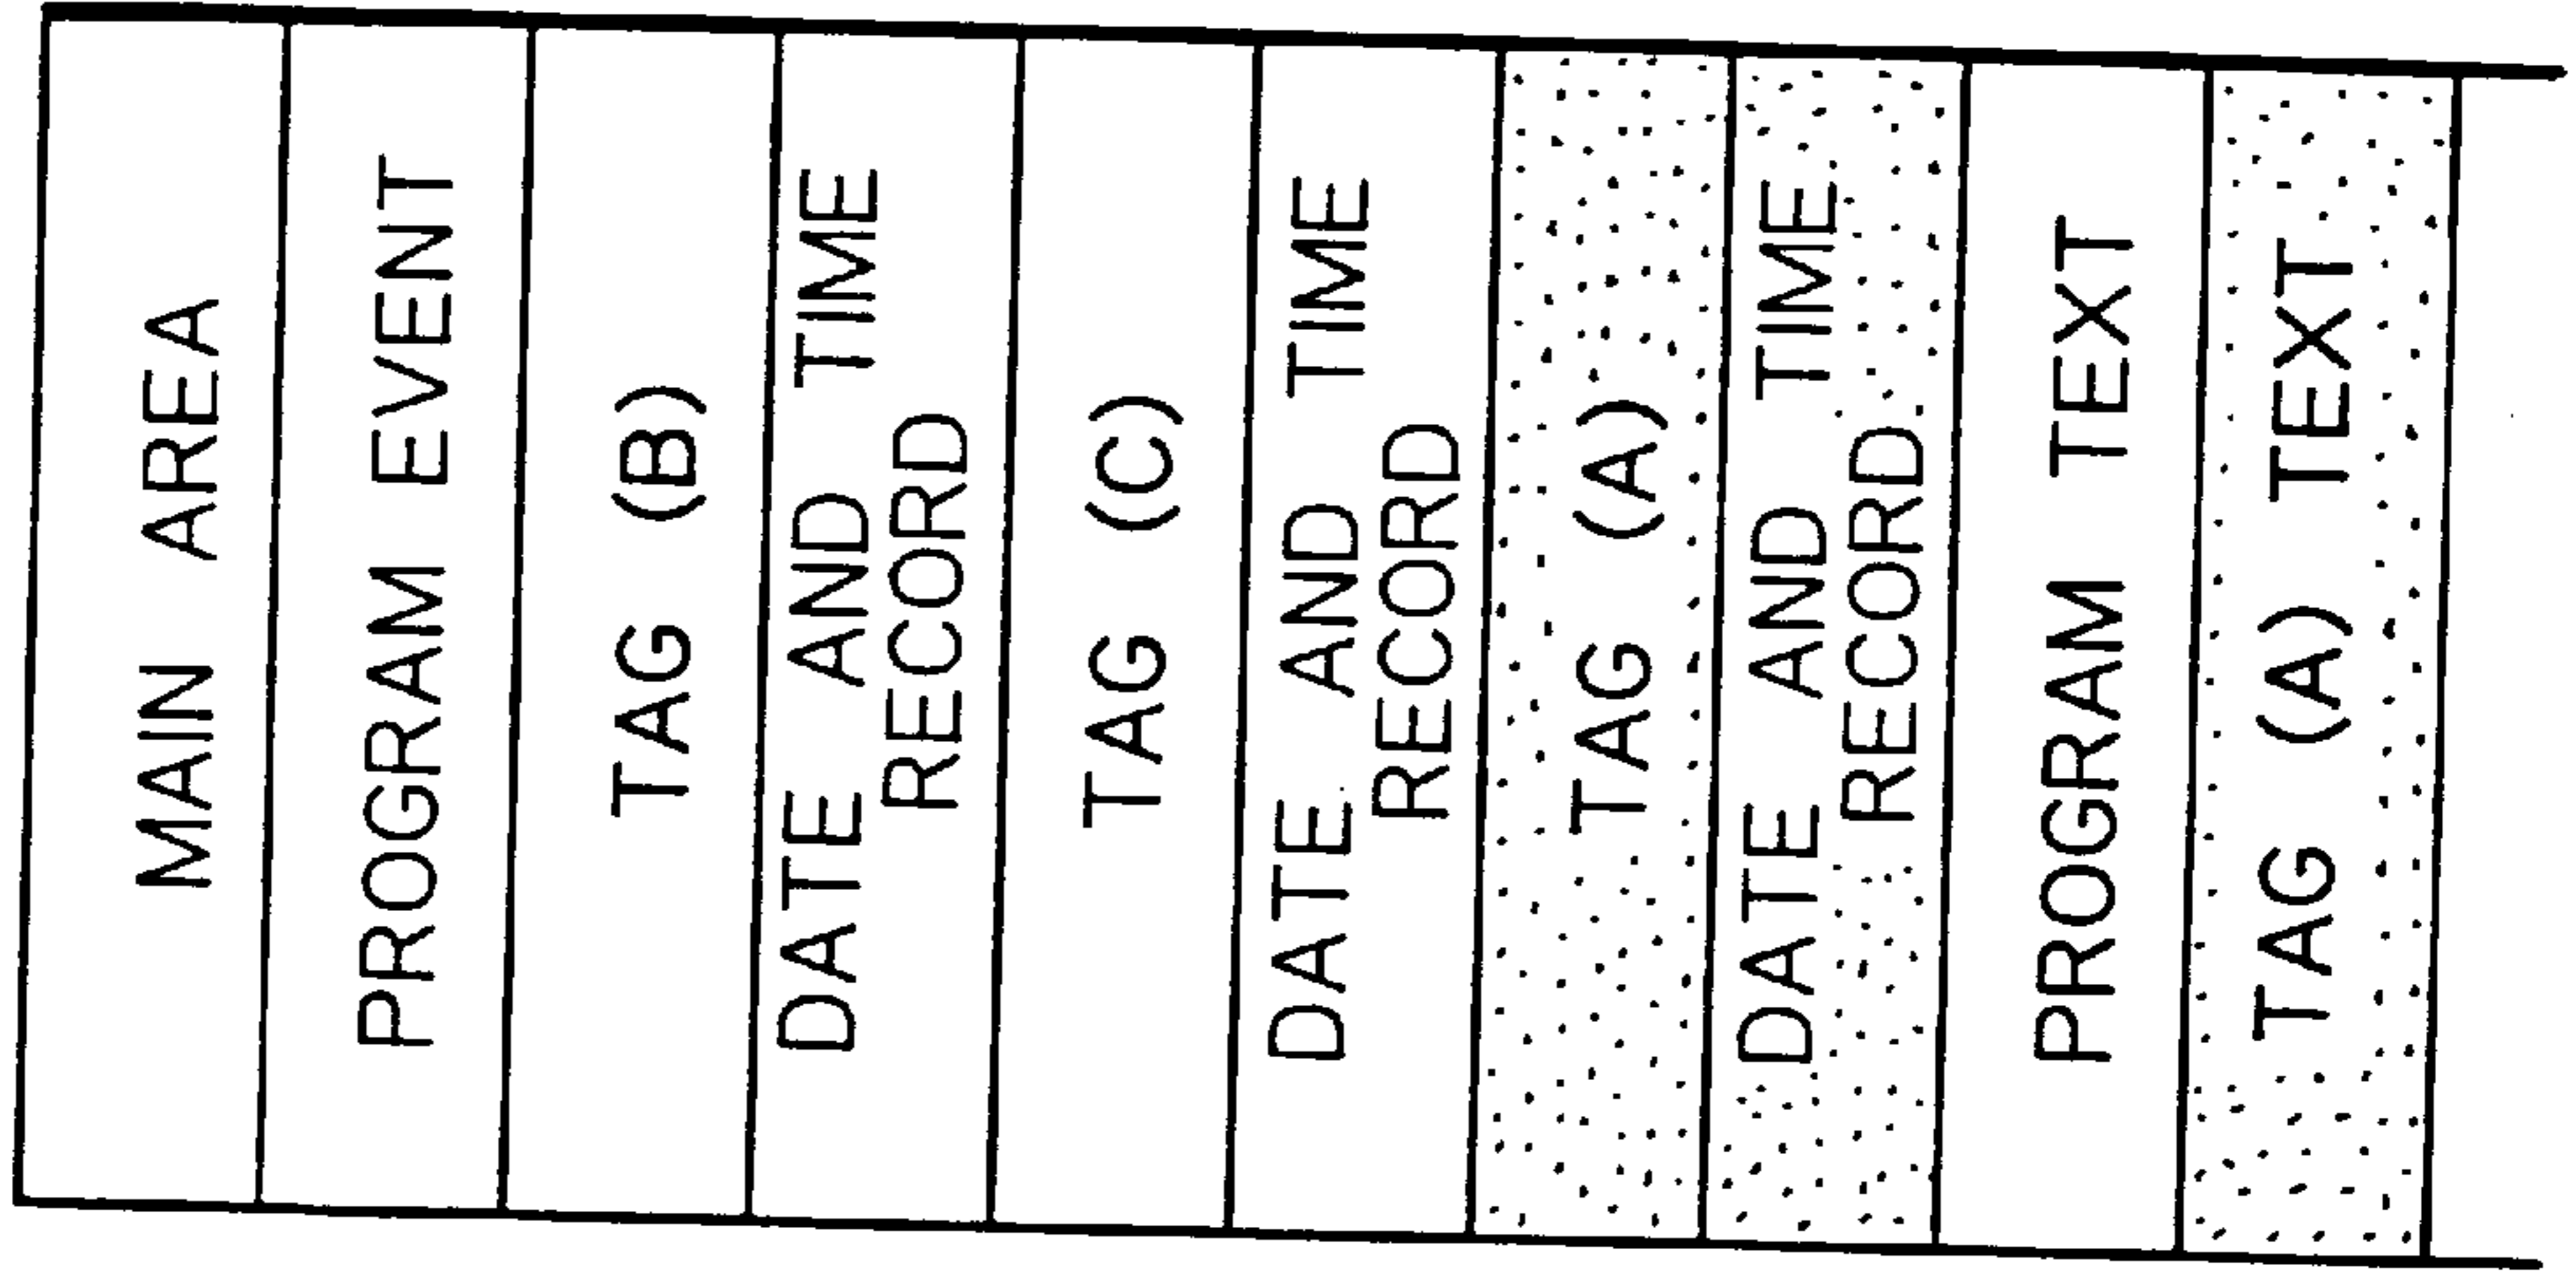 MAIN AREA
PROGRAM EVENT
TAG (B)
DATE AND TIME
RECORD
TAG (C)
DATE AND TIME
RECORD
TAG (A)
DATE AND TIME
RECORD
PROGRAM TEXT
TAG (A) TEXT